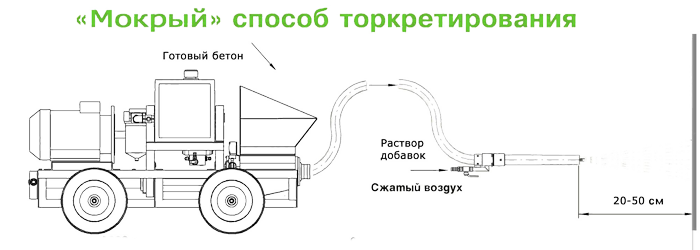 «Мокрый» способ торкретирования
Готовый бетон
Раствор
добавок
Сжатый воздух
20-50 см